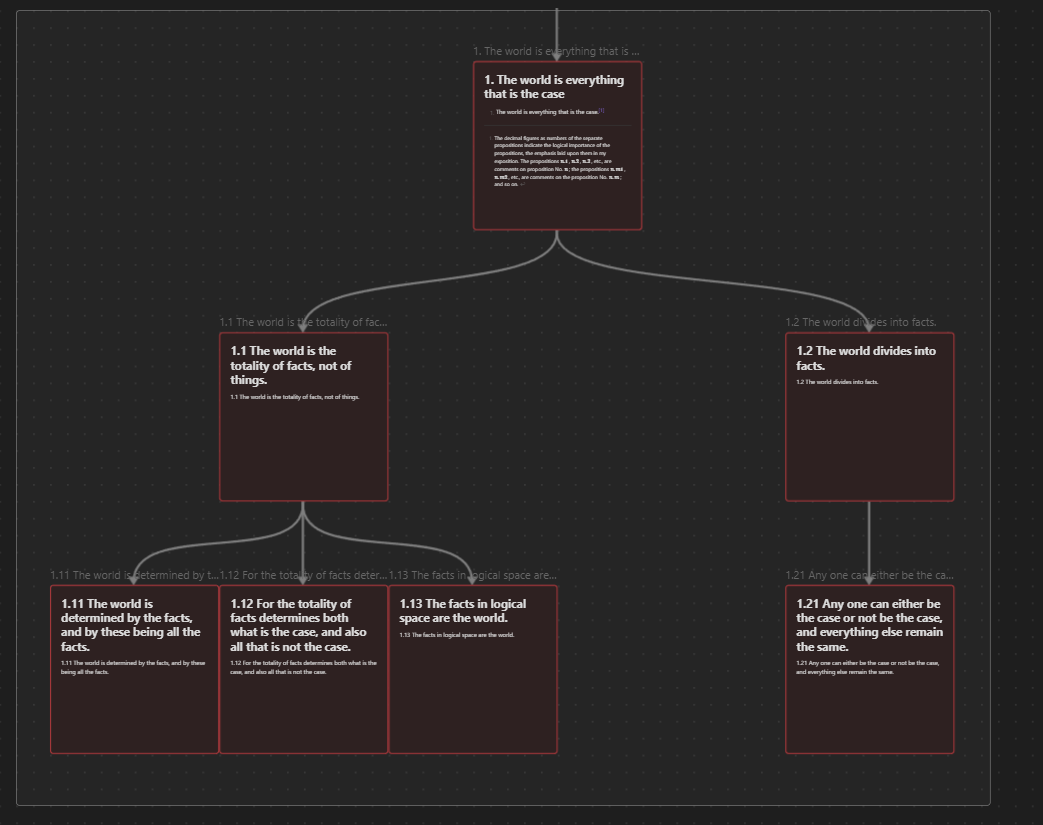 1. The world is everything that is ...
1. The world is everything
that is the case
The world is everything that is the case.[1]
The decimal figures as numbers of the separate
propositions indicate the logical importance of the
propositions, the emphasis laid upon them in my
exposition. The propositions n.1, n.2, n.3, etc., are
comments on proposition No. n; the propositions n.m1,
n.m2, etc., are comments on the proposition No. n.m;
and so on. ↩
1.1 The world is the totality of fac...
1.1 The world is the
totality of facts, not of
things.
1.1 The world is the totality of facts, not of things.
1.2 The world divides into facts.
1.2 The world divides into
facts.
1.2 The world divides into facts.
1.11 The world is determined by t...
1.11 The world is
determined by the facts,
and by these being all the
facts.
1.11 The world is determined by the facts, and by these
being all the facts.
1.12 For the totality of facts deter...
1.12 For the totality of
facts determines both
what is the case, and also
all that is not the case.
1.12 For the totality of facts determines both what is the
case, and also all that is not the case.
1.13 The facts in logical space are...
1.13 The facts in logical
space are the world.
1.13 The facts in logical space are the world.
1.21 Any one can either be the ca...
1.21 Any one can either be
the case or not be the case,
and everything else remain
the same.
1.21 Any one can either be the case or not be the case,
and everything else remain the same.